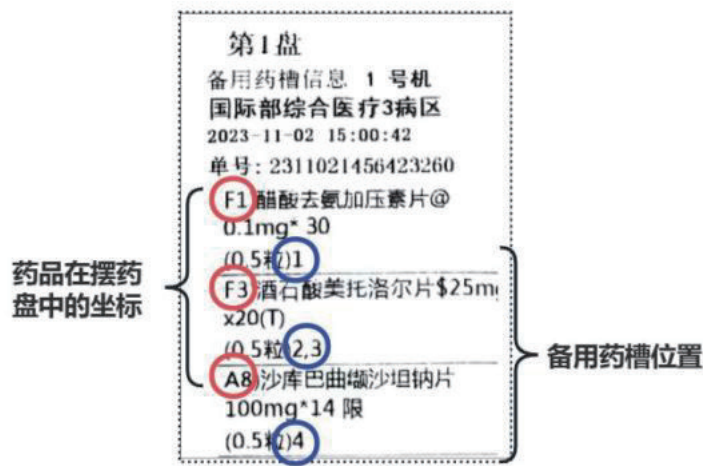 第1盘
备用药槽信息 1 号机
国际部综合医疗3病区
2023-11-02 15:00:42
单号: 2311021456423260
F1)醋酸去氨加压素片@
0.1mg* 30
(0.5粒)1
F3)酒石酸美托洛尔片$25mg
x20(T)
(0.5粒)2,3
A8)沙库巴曲缬沙坦钠片
100mg*14 限
(0.5粒)4
药品在摆药
盘中的坐标
备用药槽位置